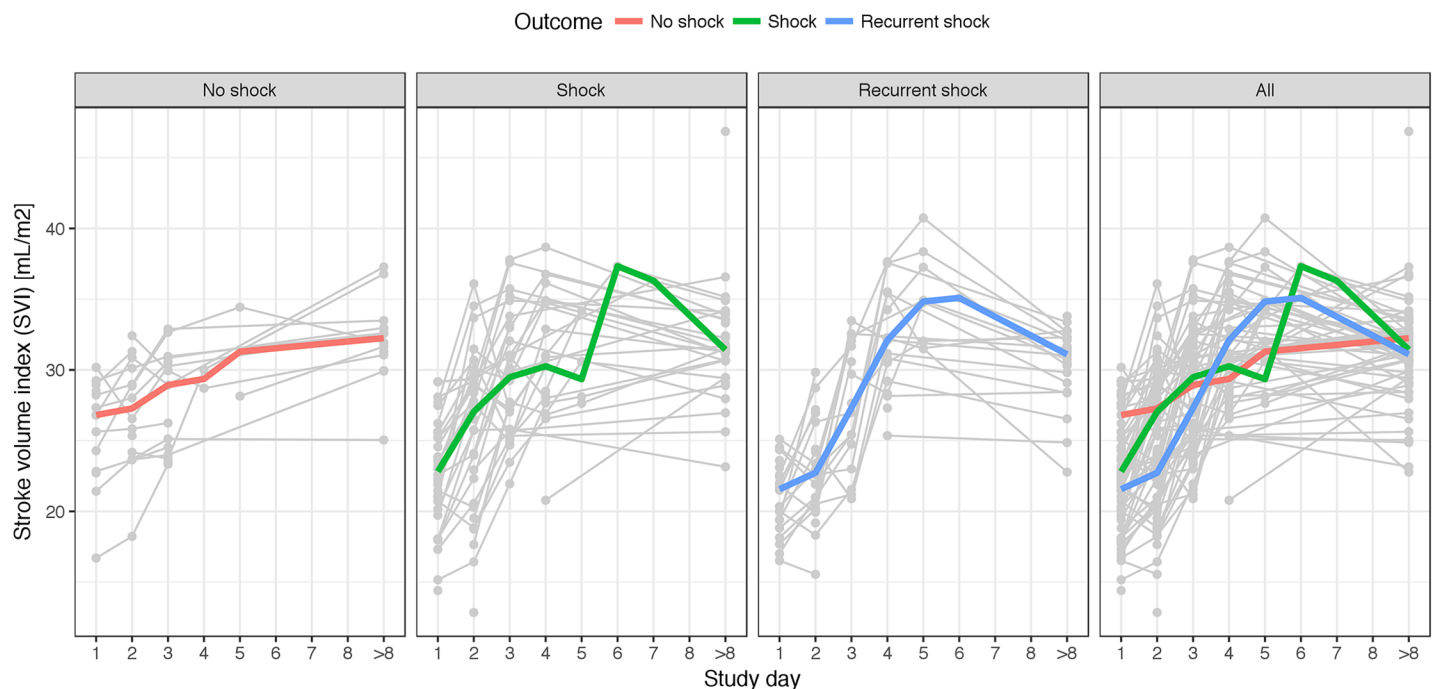 Outcome No shock Shock Recurrent shock
No shock Shock Recurrent shock All
Stroke volume index (SVI) [mL/m2]
40
30
20
1 2 3 4 5 6 7 8 >8 1 2 3 4 5 6 7 8 >8 1 2 3 4 5 6 7 8 >8 1 2 3 4 5 6 7 8 >8
Study day